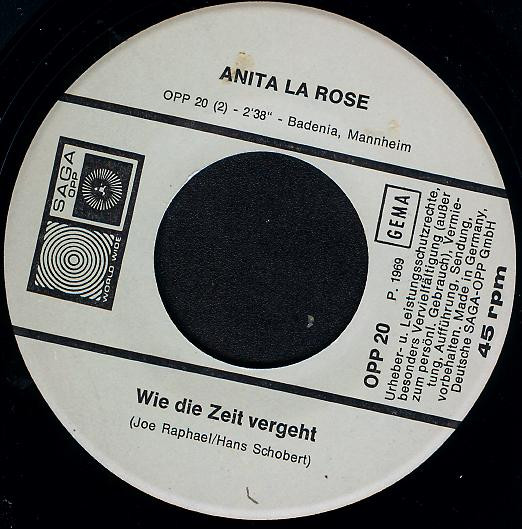 ANITA LA ROSE
OPP 20 (2) - 2'38" - Badenia, Mannheim
SAGA
OPP
WORLD WIDE
GEMA
OPP 20 P. 1969
Urheber- u. Leistungsschutzrechte,
besonders Vervielfältigung (außer
zum persönl. Gebrauch), Vermie-
tung, Aufführung, Sendung,
vorbehalten. Made in Germany,
Deutsche SAGA-OPP GmbH
45 rpm
Wie die Zeit vergeht
(Joe Raphael/Hans Schobert)